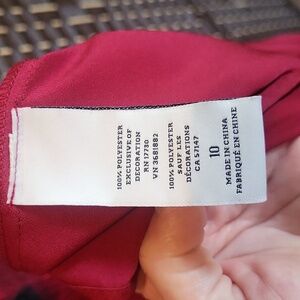 100% POLYESTER
EXCLUSIVE OF
DECORATION
RN 17730
VN 3681882
100% POLYESTER
SAUF LES
DÉCORATIONS
CA 57147
10
MADE IN CHINA
FABRIQUÉ EN CHINE